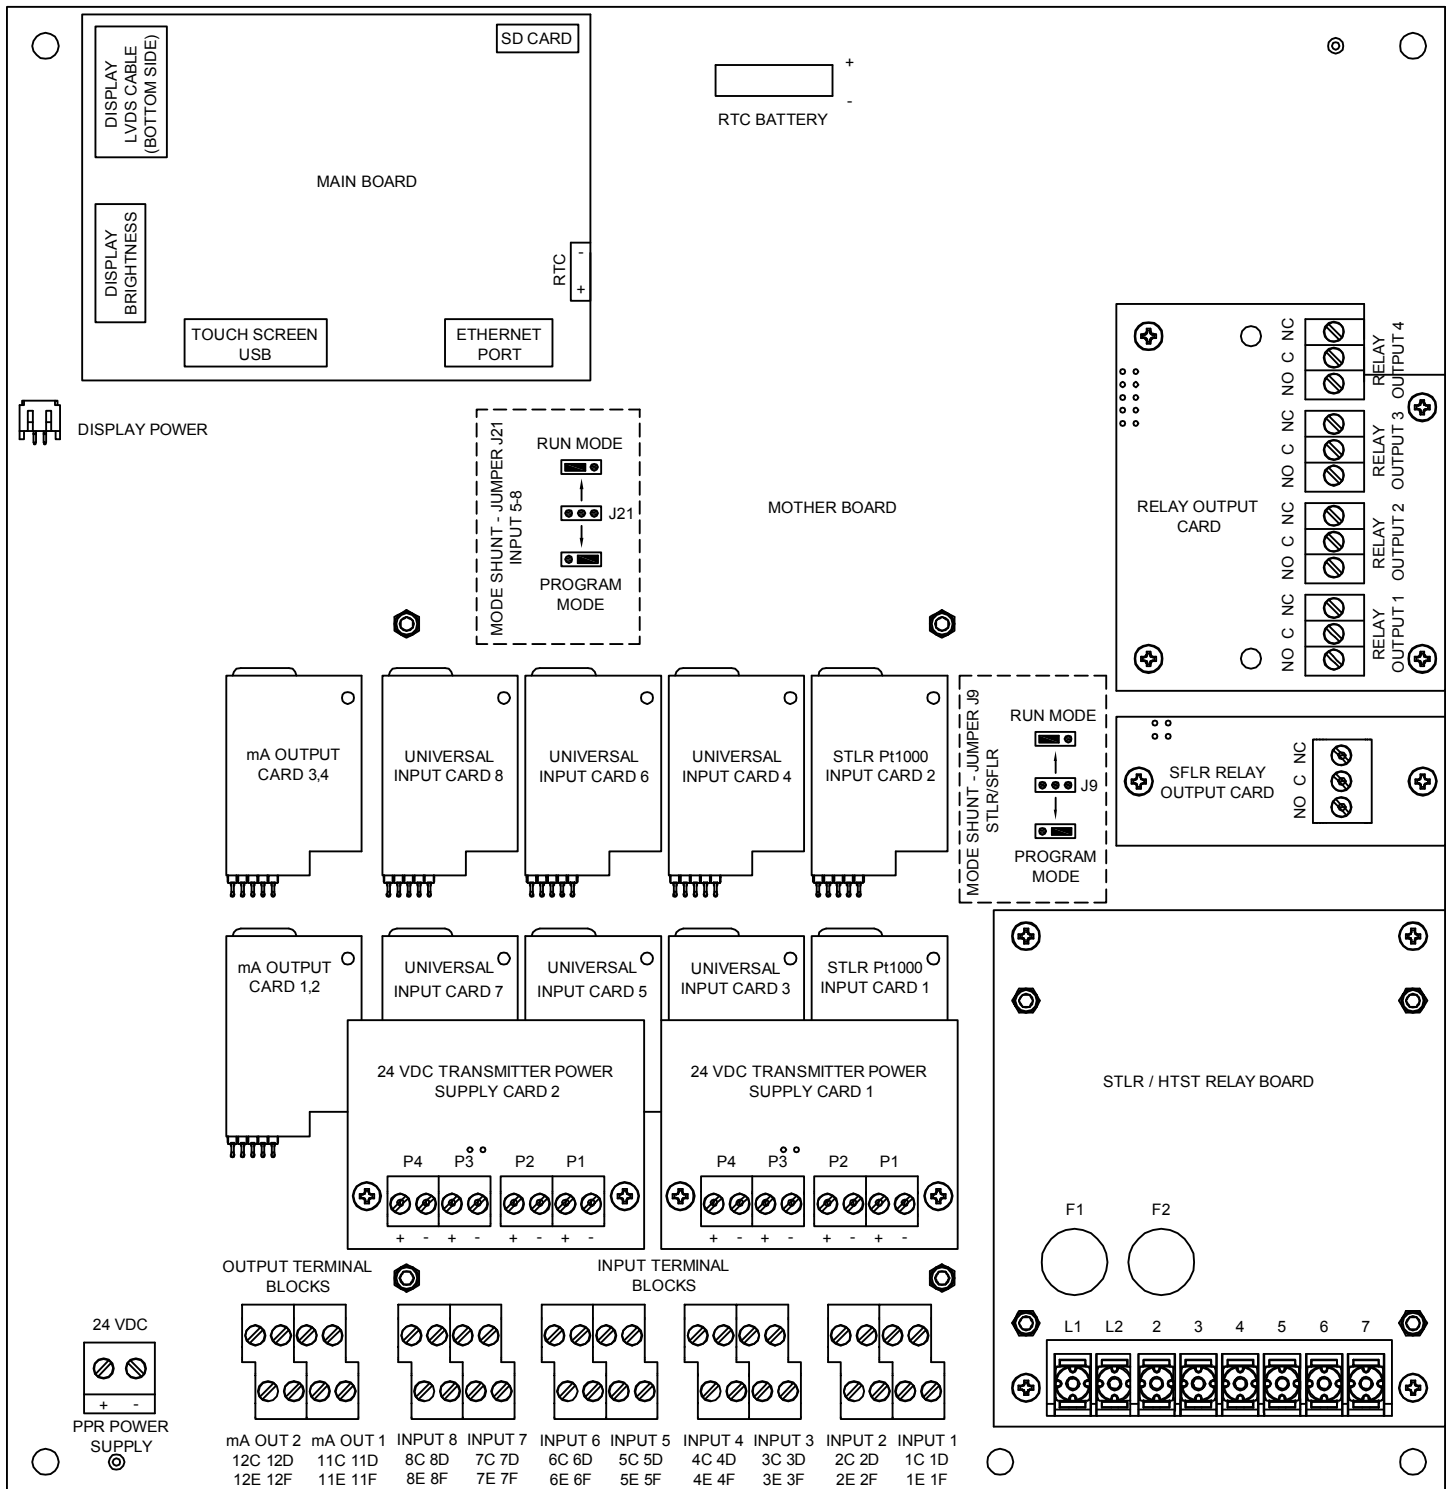 DISPLAY
LVDS CABLE
(BOTTOM SIDE)
SD CARD
MAIN BOARD
DISPLAY
BRIGHTNESS
RTC
-
+
TOUCH SCREEN
USB
ETHERNET
PORT
+
-
RTC BATTERY
DISPLAY POWER
MODE SHUNT - JUMPER J21
INPUT 5-8
RUN MODE
J21
PROGRAM
MODE
MOTHER BOARD
RELAY OUTPUT
CARD
NO C NC
RELAY
OUTPUT 4
NO C NC
RELAY
OUTPUT 3
NO C NC
RELAY
OUTPUT 2
NO C NC
RELAY
OUTPUT 1
mA OUTPUT
CARD 3,4
UNIVERSAL
INPUT CARD 8
UNIVERSAL
INPUT CARD 6
UNIVERSAL
INPUT CARD 4
STLR Pt1000
INPUT CARD 2
MODE SHUNT - JUMPER J9
STLR/SFLR
RUN MODE
J9
PROGRAM
MODE
SFLR RELAY
OUTPUT CARD
NO C NC
mA OUTPUT
CARD 1,2
UNIVERSAL
INPUT CARD 7
UNIVERSAL
INPUT CARD 5
UNIVERSAL
INPUT CARD 3
STLR Pt1000
INPUT CARD 1
24 VDC TRANSMITTER POWER
SUPPLY CARD 2
P4 P3 P2 P1
+ - + - + - + -
24 VDC TRANSMITTER POWER
SUPPLY CARD 1
P4 P3 P2 P1
+ - + - + - + -
STLR / HTST RELAY BOARD
F1 F2
L1 L2 2 3 4 5 6 7
OUTPUT TERMINAL
BLOCKS
INPUT TERMINAL
BLOCKS
24 VDC
+ -
PPR POWER
SUPPLY
mA OUT 2
12C 12D
12E 12F
mA OUT 1
11C 11D
11E 11F
INPUT 8
8C 8D
8E 8F
INPUT 7
7C 7D
7E 7F
INPUT 6
6C 6D
6E 6F
INPUT 5
5C 5D
5E 5F
INPUT 4
4C 4D
4E 4F
INPUT 3
3C 3D
3E 3F
INPUT 2
2C 2D
2E 2F
INPUT 1
1C 1D
1E 1F